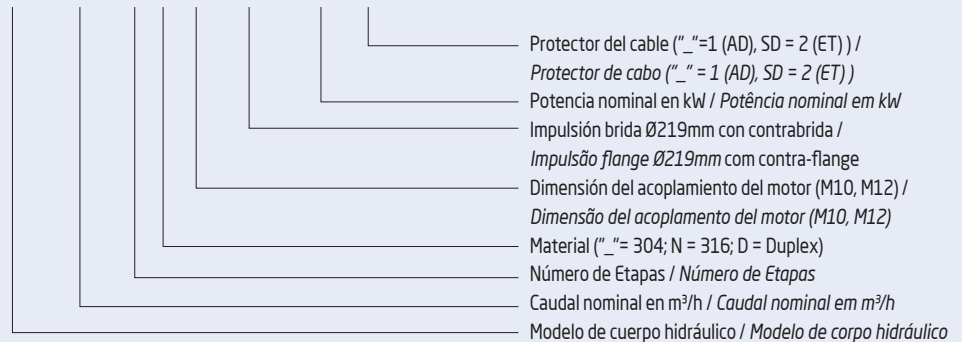 Protector del cable ("_"=1 (AD), SD = 2 (ET) ) /
Protector de cabo ("_" = 1 (AD), SD = 2 (ET) )
Potencia nominal en kW / Potência nominal em kW
Impulsión brida Ø219mm con contrabrida /
Impulsão flange Ø219mm com contra-flange
Dimensión del acoplamiento del motor (M10, M12) /
Dimensão del acoplamento del motor (M10, M12)
Material ("_"= 304; N = 316; D = Duplex)
Número de Etapas / Número de Etapas
Caudal nominal en m³/h / Caudal nominal em m³/h
Modelo de cuerpo hidráulico / Modelo de corpo hidráulico